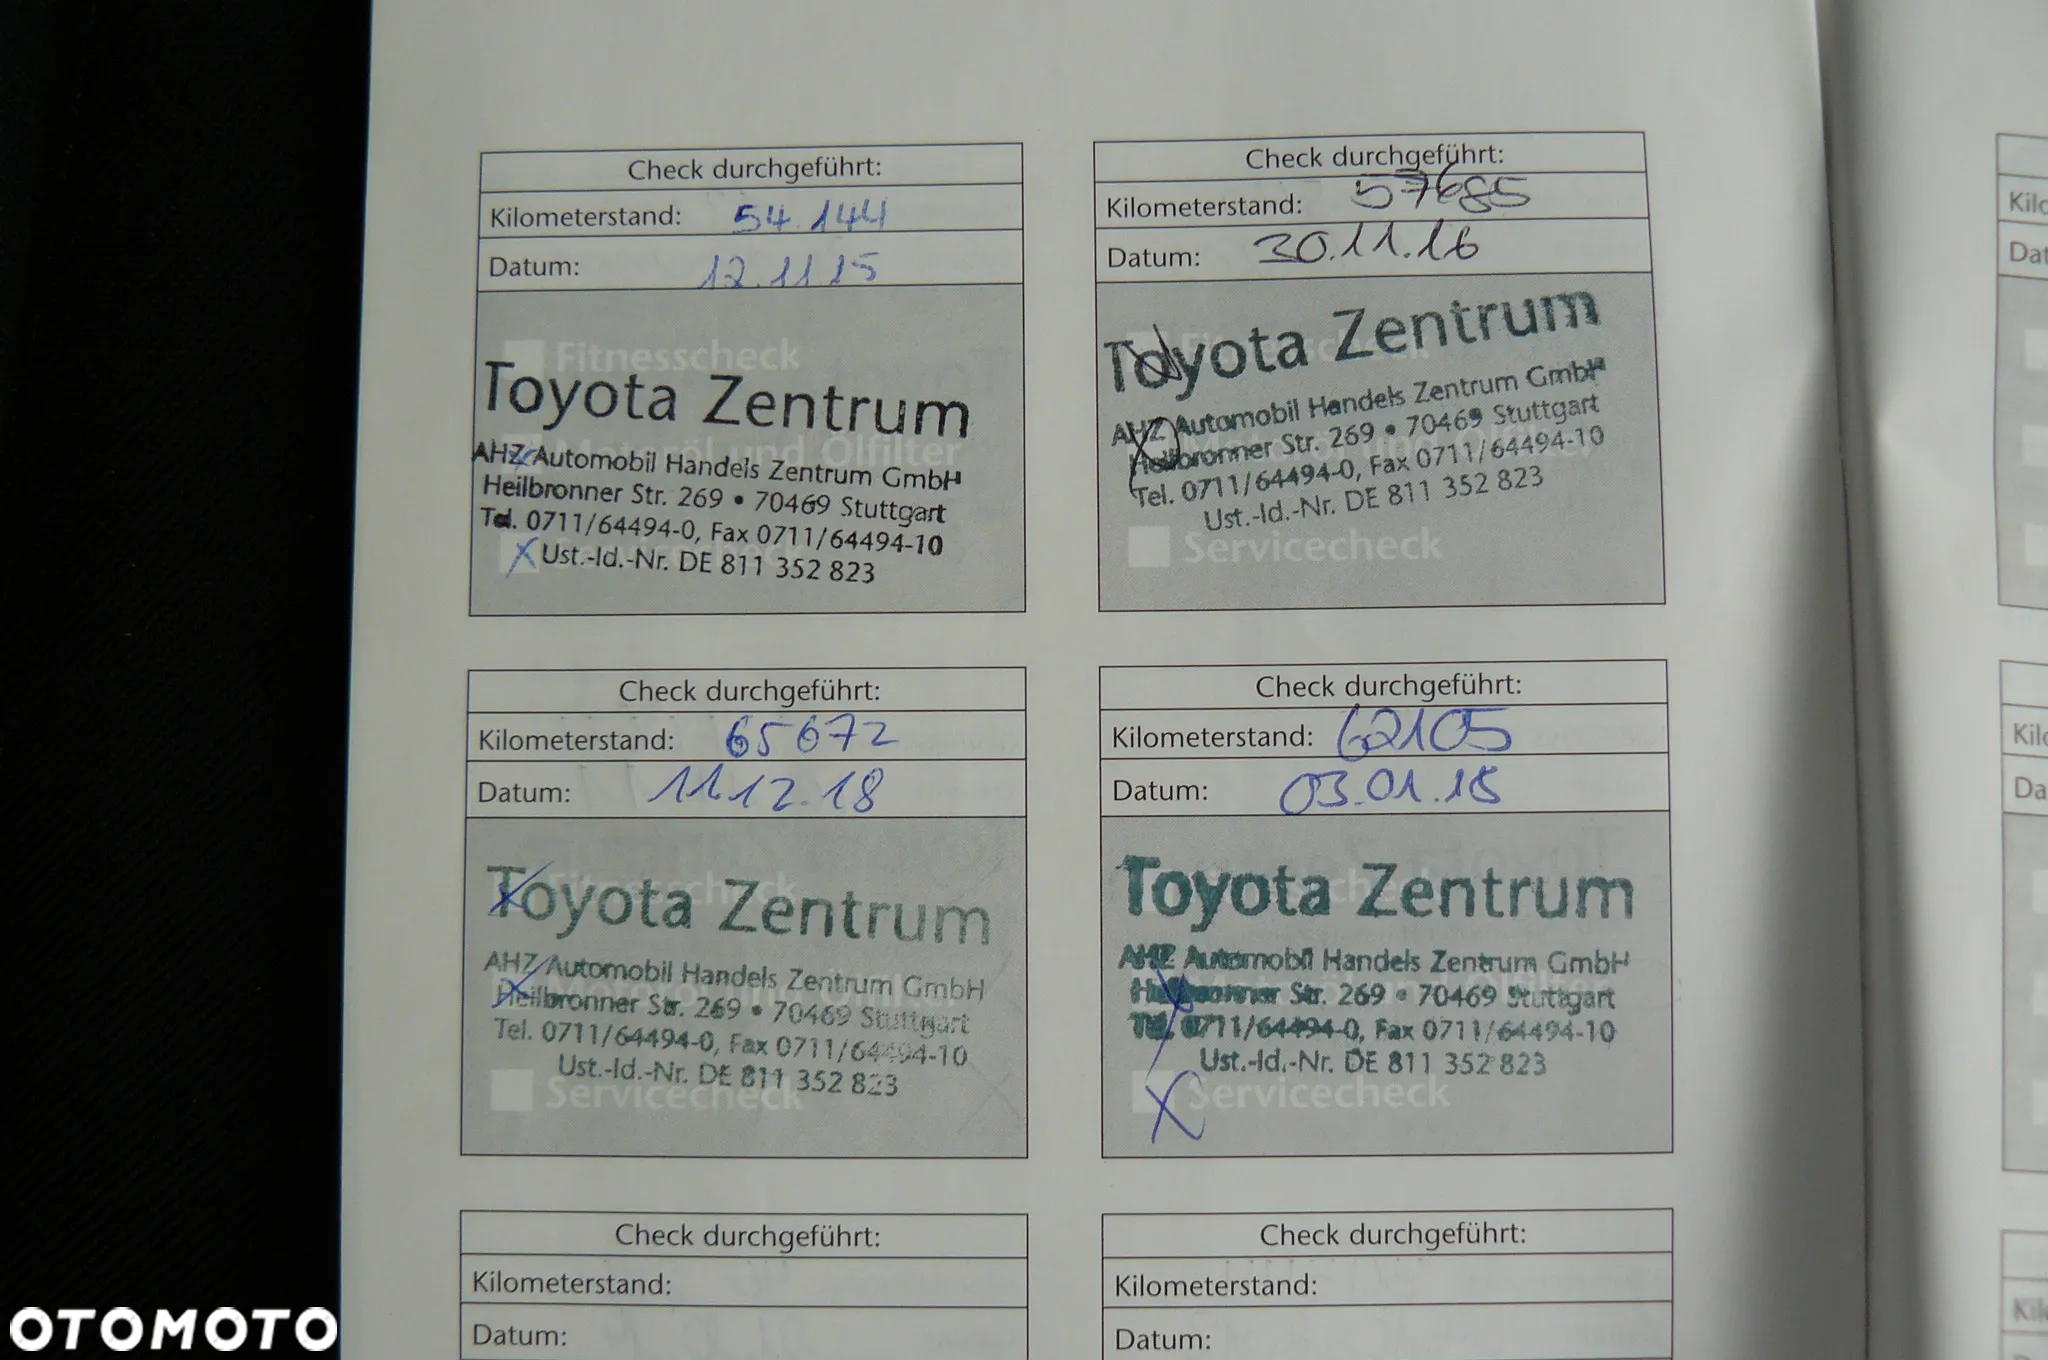 Check durchgeführt:
Kilometerstand: 54.144
Datum: 12.11.15
Fitnesscheck
Toyota Zentrum
Motoröl und Ölfilter
AHZ Automobil Handels Zentrum GmbH
Heilbronner Str. 269 • 70469 Stuttgart
Tel. 0711/64494-0, Fax 0711/64494-10
X Ust.-Id.-Nr. DE 811 352 823
Check durchgeführt:
Kilometerstand: 57685
Datum: 30.11.16
Toyota Zentrum
AHZ Automobil Handels Zentrum GmbH
Heilbronner Str. 269 • 70469 Stuttgart
Tel. 0711/64494-0, Fax 0711/64494-10
Ust.-Id.-Nr. DE 811 352 823
Servicecheck
Check durchgeführt:
Kilometerstand: 65672
Datum: 11.12.18
Fitnesscheck
Toyota Zentrum
AHZ Automobil Handels Zentrum GmbH
Heilbronner Str. 269 • 70469 Stuttgart
Tel. 0711/64494-0, Fax 0711/64494-10
Ust.-Id.-Nr. DE 811 352 823
Servicecheck
Check durchgeführt:
Kilometerstand: 62105
Datum: 03.01.18
Toyota Zentrum
AHZ Automobil Handels Zentrum GmbH
Heilbronner Str. 269 • 70469 Stuttgart
Tel. 0711/64494-0, Fax 0711/64494-10
Ust.-Id.-Nr. DE 811 352 823
X Servicecheck
Check durchgeführt:
Kilometerstand:
Datum:
Check durchgeführt:
Kilometerstand:
Datum:
OTOMOTO